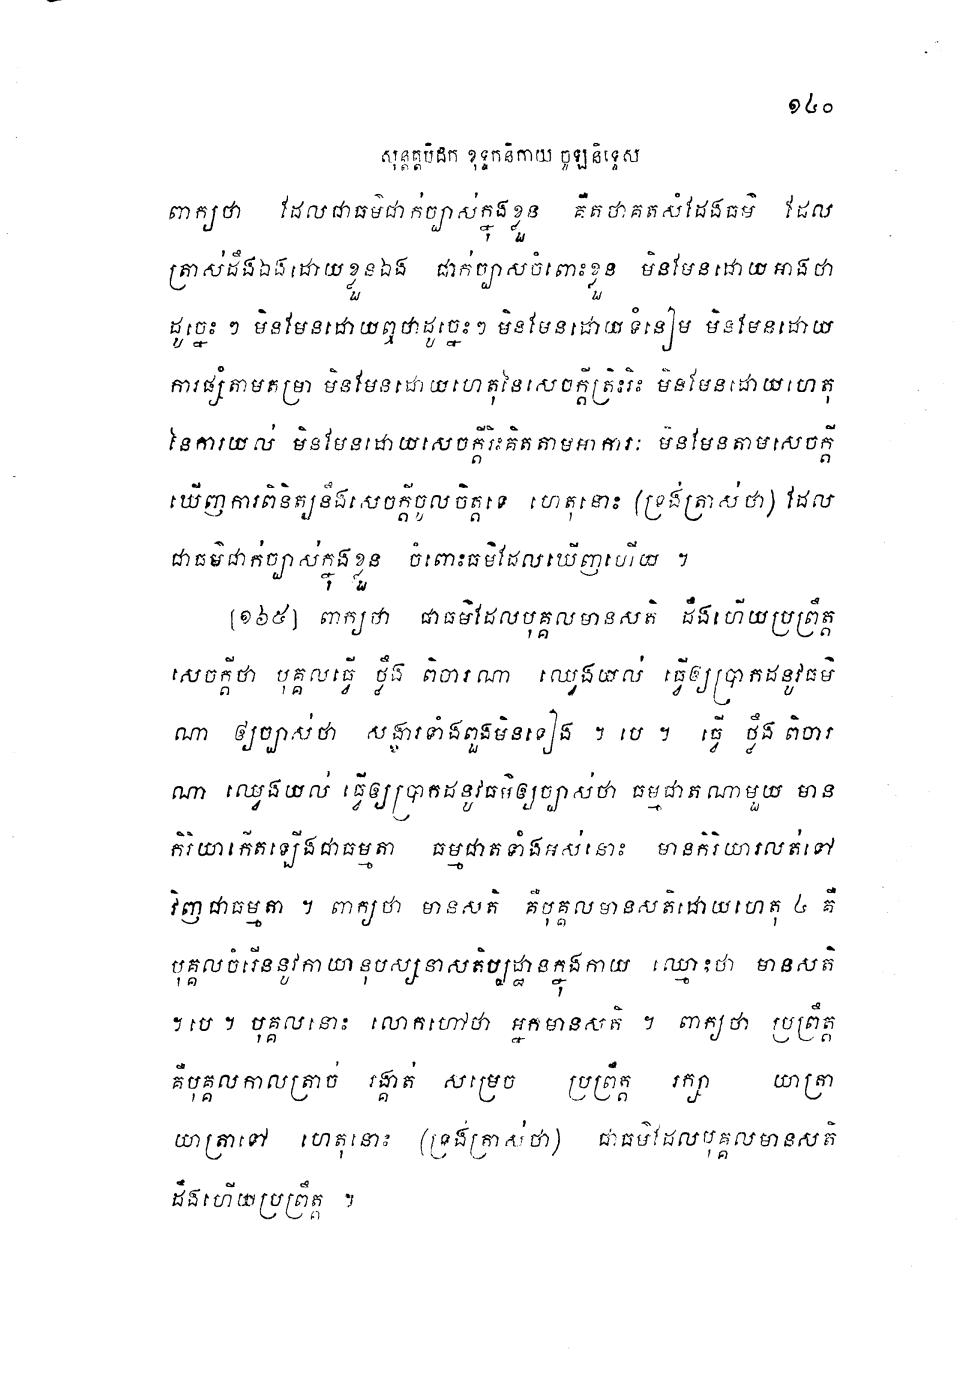 ១៤០
សុត្តន្តបិដក ខុទ្ទកនិកាយ ចូឡនិទ្ទេស
ពាក្យថា ដែលជាធម៌ជាក់ច្បាស់ក្នុងខ្លួន គឺតថាគតសំដែងធម៌ ដែល
ត្រាស់ដឹងឯងដោយខ្លួនឯង ជាក់ច្បាស់ចំពោះខ្លួន មិនមែនដោយអាងថា
ដូច្នេះ ៗ មិនមែនដោយឮថាដូច្នេះៗ មិនមែនដោយទំនៀម មិនមែនដោយ
ការផ្សំតាមតម្រា មិនមែនដោយហេតុនៃសេចក្តីត្រិះរិះ មិនមែនដោយហេតុ
នៃការយល់ មិនមែនដោយសេចក្តីរិះគិតតាមអាការៈ មិនមែនតាមសេចក្តី
ឃើញការពិនិត្យនឹងសេចក្តីចូលចិត្តទេ ហេតុនោះ (ទ្រង់ត្រាស់ថា) ដែល
ជាធម៌ជាក់ច្បាស់ក្នុងខ្លួន ចំពោះធម៌ដែលឃើញហើយ ។
[១៦៥] ពាក្យថា ជាធម៌ដែលបុគ្គលមានសតិ ដឹងហើយប្រព្រឹត្ត
សេចក្តីថា បុគ្គលធ្វើ ថ្លឹង ពិចារណា ឈ្វេងយល់ ធ្វើឲ្យប្រាកដនូវធម៌
ណា ឲ្យច្បាស់ថា សង្ខារទាំងពួងមិនទៀង ។ បេ ។ ធ្វើ ថ្លឹង ពិចារ
ណា ឈ្វេងយល់ ធ្វើឲ្យប្រាកដនូវធម៌ឲ្យច្បាស់ថា ធម្មជាតណាមួយ មាន
កិរិយាកើតឡើងជាធម្មតា ធម្មជាតទាំងអស់នោះ មានកិរិយារលត់ទៅ
វិញជាធម្មតា ។ ពាក្យថា មានសតិ គឺបុគ្គលមានសតិដោយហេតុ ៤ គឺ
បុគ្គលចំរើននូវកាយានុបស្សនាសតិប្បដ្ឋានក្នុងកាយ ឈ្មោះថា មានសតិ
។ បេ ។ បុគ្គលនោះ លោកហៅថា អ្នកមានសតិ ។ ពាក្យថា ប្រព្រឹត្ត
គឺបុគ្គលកាលត្រាច់ រង្គាត់ សម្រេច ប្រព្រឹត្ត រក្សា យាត្រា
យាត្រាទៅ ហេតុនោះ (ទ្រង់ត្រាស់ថា) ជាធម៌ដែលបុគ្គលមានសតិ
ដឹងហើយប្រព្រឹត្ត ។